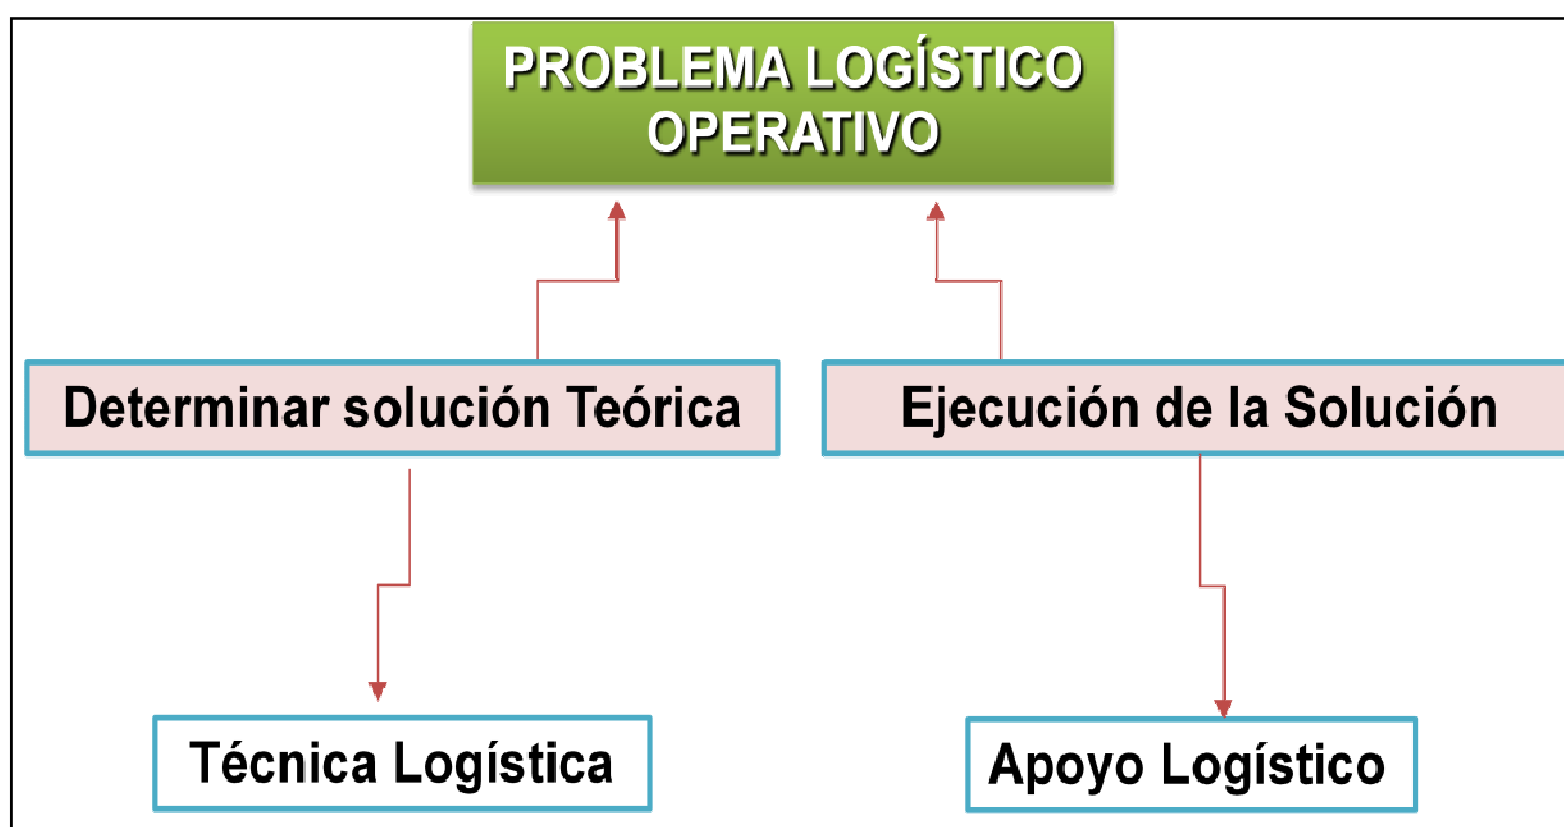 PROBLEMA LOGÍSTICO
OPERATIVO
Determinar solución Teórica
Ejecución de la Solución
Técnica Logística
Apoyo Logístico